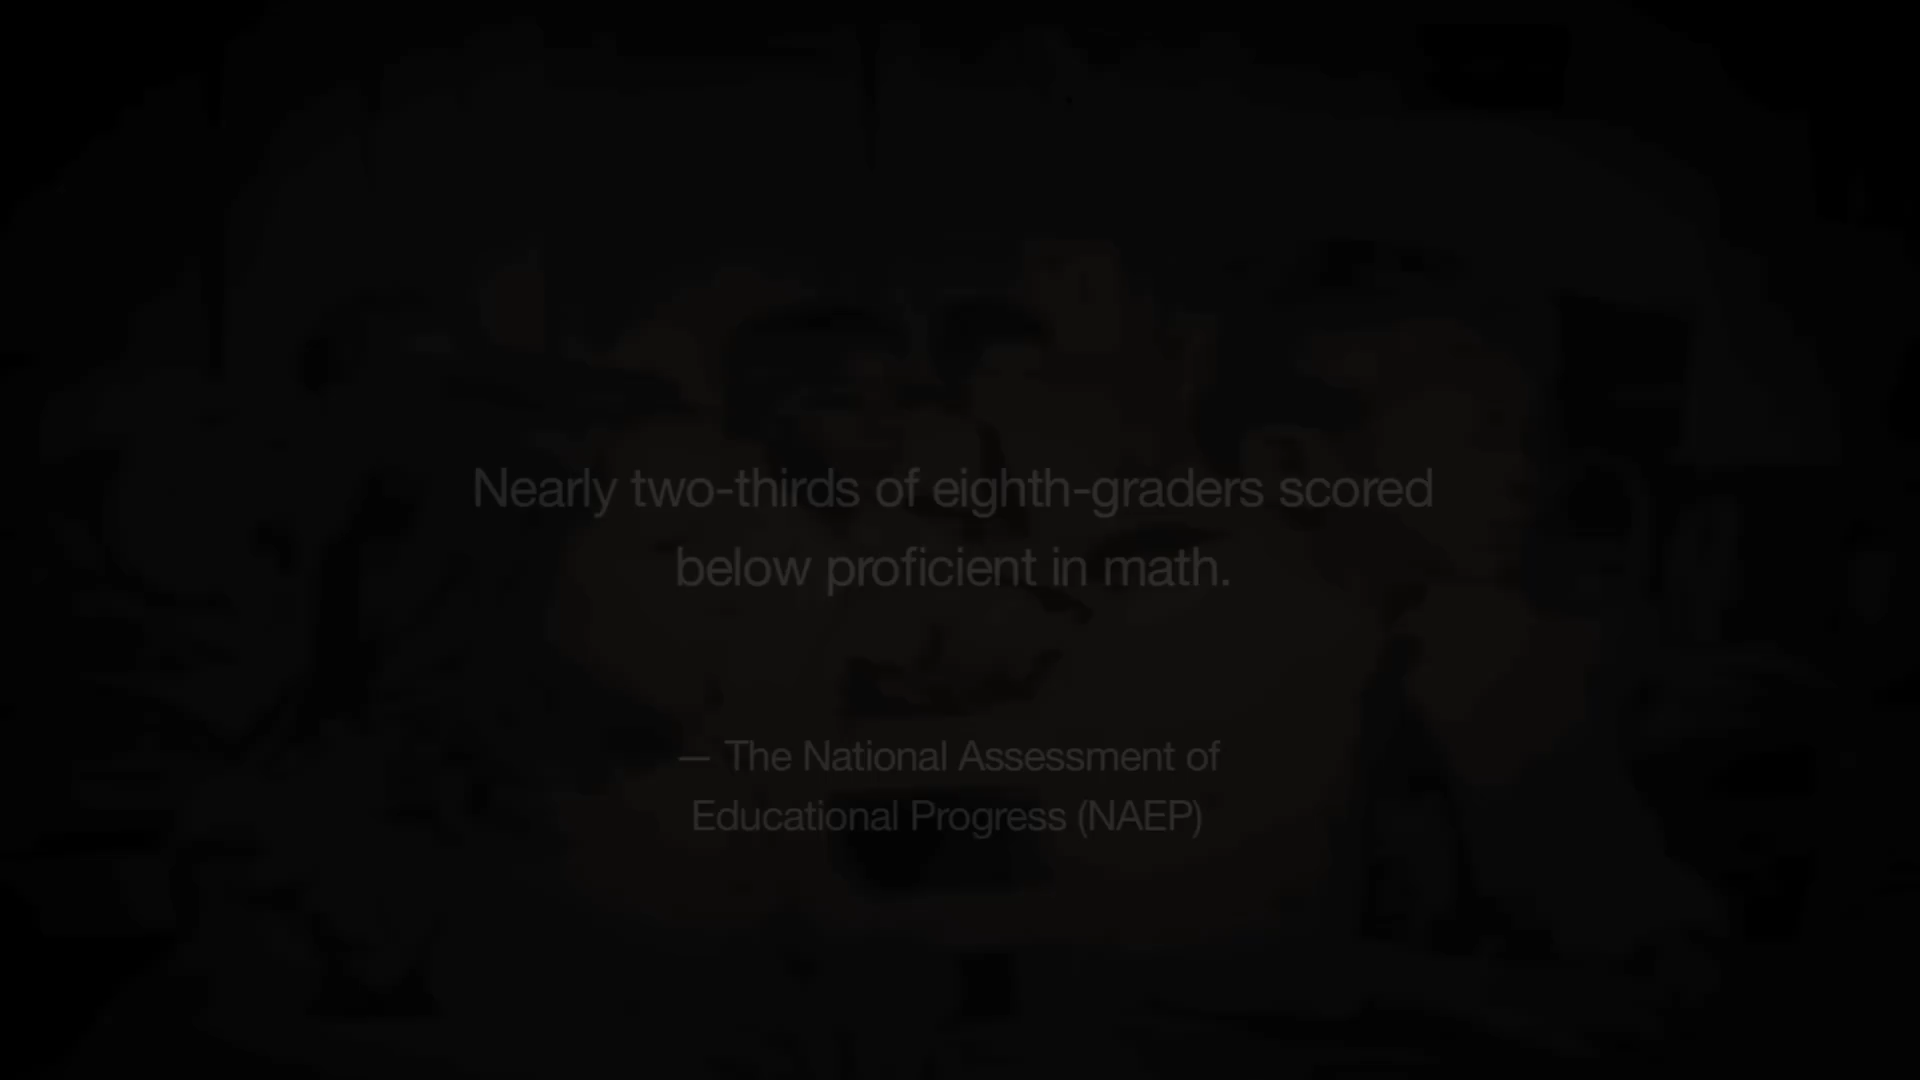 Nearly two-thirds of eighth-graders scored
below proficient in math.
— The National Assessment of
Educational Progress (NAEP)